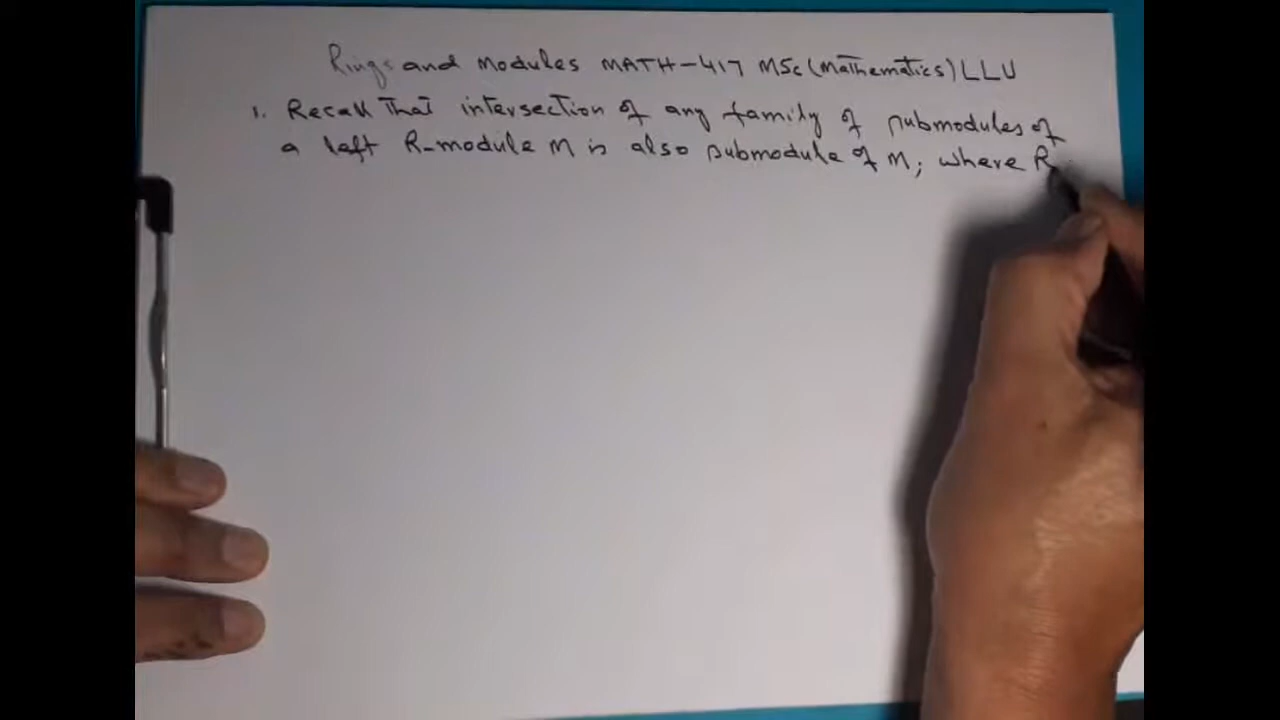 Rings and Modules MATH-417 MSc (Mathematics) LLU
1. Recall That intersection of any family of submodules of
a left R-module M is also submodule of M; where R